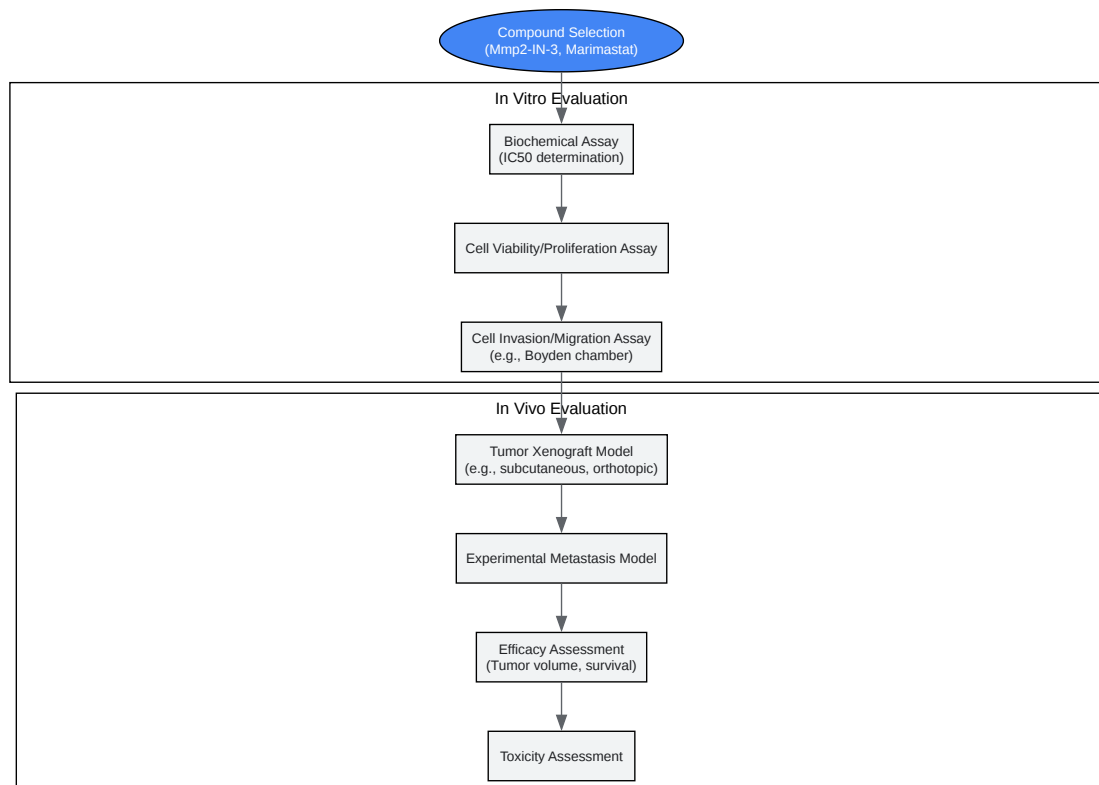 Compound Selection
(Mmp2-IN-3, Marimastat)
In Vitro Evaluation
Biochemical Assay
(IC50 determination)
Cell Viability/Proliferation Assay
Cell Invasion/Migration Assay
(e.g., Boyden chamber)
In Vivo Evaluation
Tumor Xenograft Model
(e.g., subcutaneous, orthotopic)
Experimental Metastasis Model
Efficacy Assessment
(Tumor volume, survival)
Toxicity Assessment